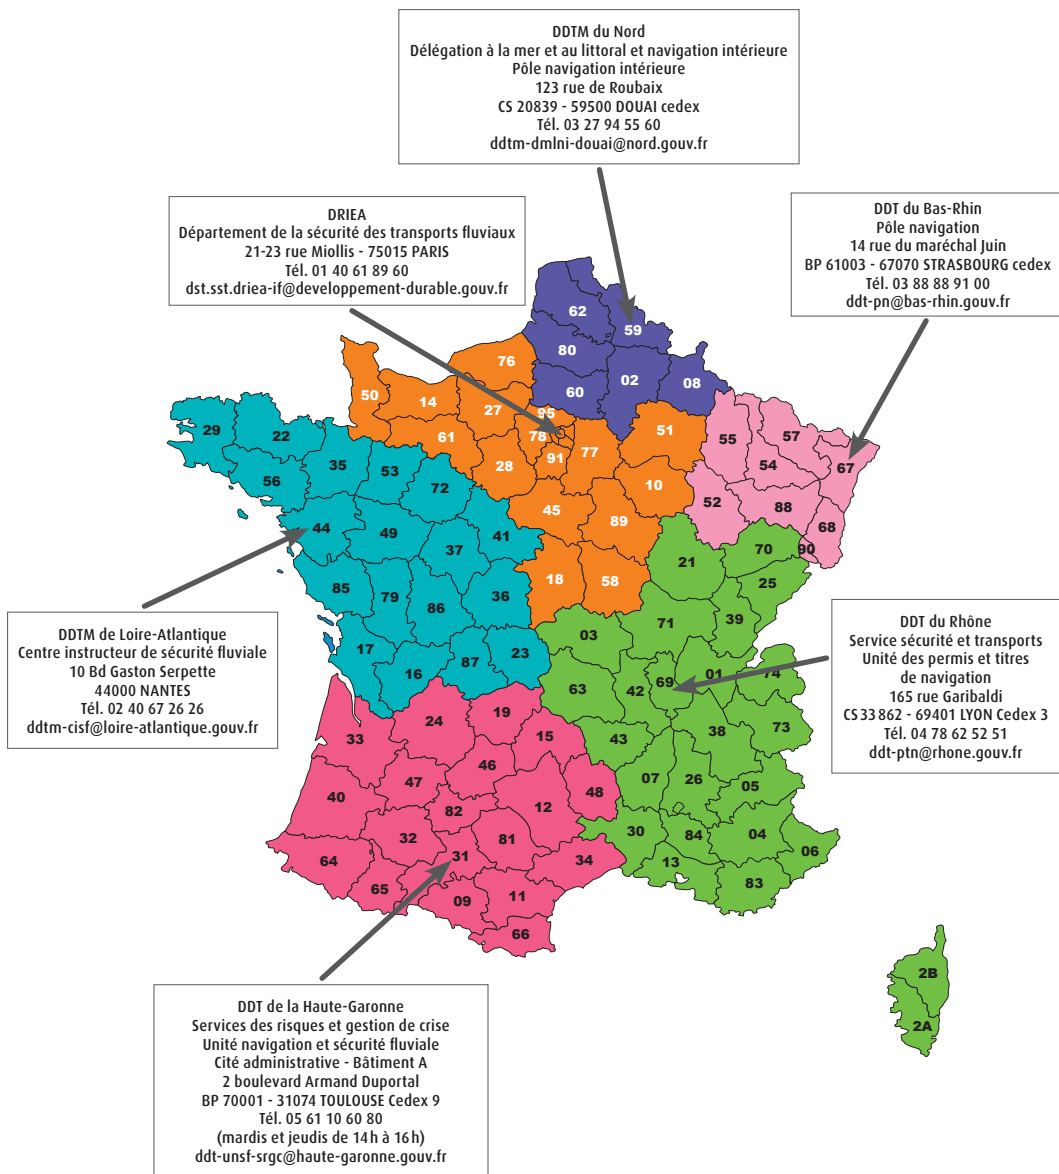 DDTM du Nord
Délégation à la mer et au littoral et navigation intérieure
Pôle navigation intérieure
123 rue de Roubaix
CS 20839 - 59500 DOUAI cedex
Tél. 03 27 94 55 60
ddtm-dmlni-douai@nord.gouv.fr
DRIEA
Département de la sécurité des transports fluviaux
21-23 rue Miollis - 75015 PARIS
Tél. 01 40 61 89 60
dst.sst.driea-if@developpement-durable.gouv.fr
DDT du Bas-Rhin
Pôle navigation
14 rue du maréchal Juin
BP 61003 - 67070 STRASBOURG cedex
Tél. 03 88 88 91 00
ddt-pn@bas-rhin.gouv.fr
62
59
80
76
02
08
60
50
14
27
95
51
55
57
29
22
61
78
77
67
35
53
28
91
54
56
72
10
52
88
45
68
44
49
41
89
37
70
90
21
18
58
25
85
79
86
36
71
39
03
17
87
23
16
63
42
69
01
74
24
19
33
15
43
38
73
46
40
47
48
07
26
05
82
12
32
81
30
84
04
06
64
31
34
13
65
83
09
11
66
2B
2A
DDTM de Loire-Atlantique
Centre instructeur de sécurité fluviale
10 Bd Gaston Serpette
44000 NANTES
Tél. 02 40 67 26 26
ddtm-cisf@loire-atlantique.gouv.fr
DDT du Rhône
Service sécurité et transports
Unité des permis et titres
de navigation
165 rue Garibaldi
CS 33 862 - 69401 LYON Cedex 3
Tél. 04 78 62 52 51
ddt-ptn@rhone.gouv.fr
DDT de la Haute-Garonne
Services des risques et gestion de crise
Unité navigation et sécurité fluviale
Cité administrative - Bâtiment A
2 boulevard Armand Duportal
BP 70001 - 31074 TOULOUSE Cedex 9
Tél. 05 61 10 60 80
(mardis et jeudis de 14h à 16h)
ddt-unsf-srgc@haute-garonne.gouv.fr